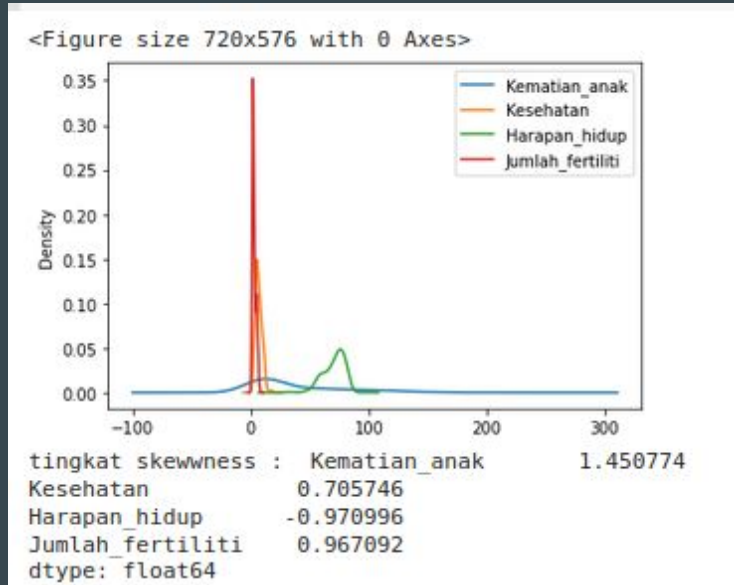 <Figure size 720x576 with 0 Axes>
Kematian_anak
Kesehatan
Harapan_hidup
Jumlah_fertiliti
0.35
0.30
0.25
0.20
0.15
0.10
0.05
0.00
Density
−100
0
100
200
300
tingkat skewwness :  Kematian_anak       1.450774
Kesehatan           0.705746
Harapan_hidup      -0.970996
Jumlah_fertiliti    0.967092
dtype: float64